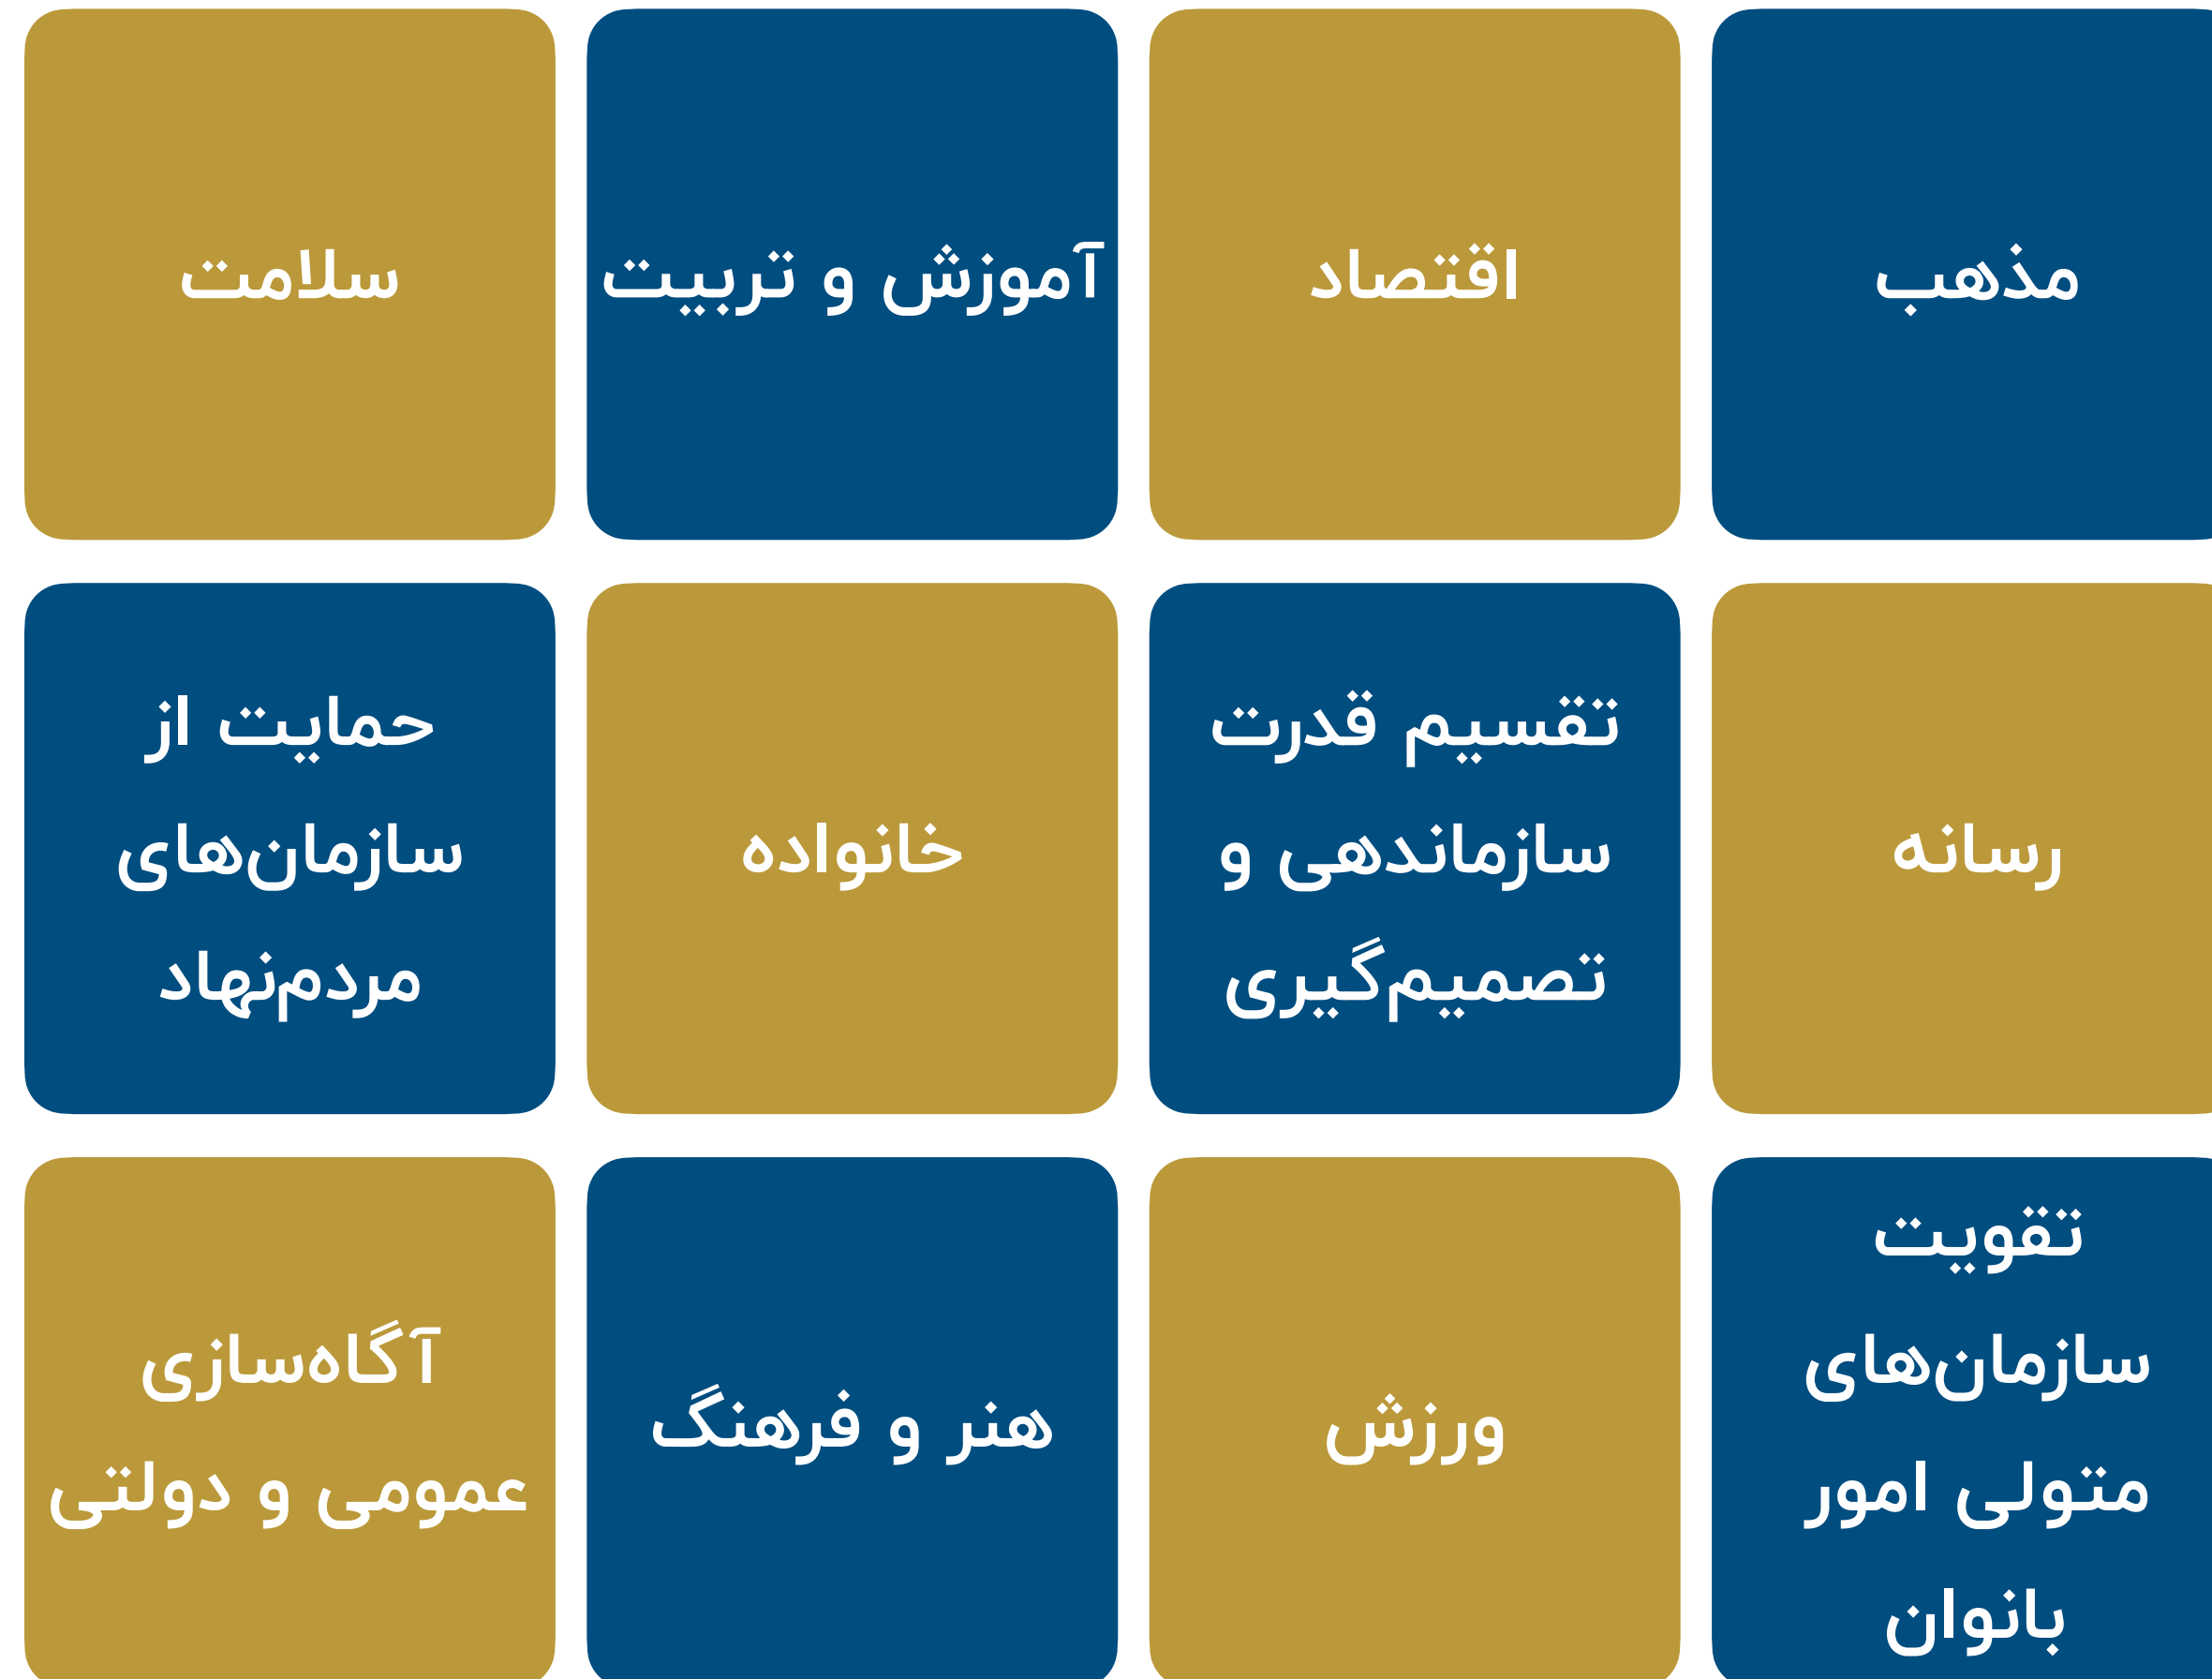 مذهب
اقتصاد
آموزش و تربیت
سلامت
رسانه
تقسیم قدرت
سازماندهی و
تصمیم‌گیری
خانواده
حمایت از
سازمان‌های
مردم‌نهاد
تقویت
سازمان‌های
متولی امور
بانوان
ورزش
هنر و فرهنگ
آگاه‌سازی
عمومی و دولتی